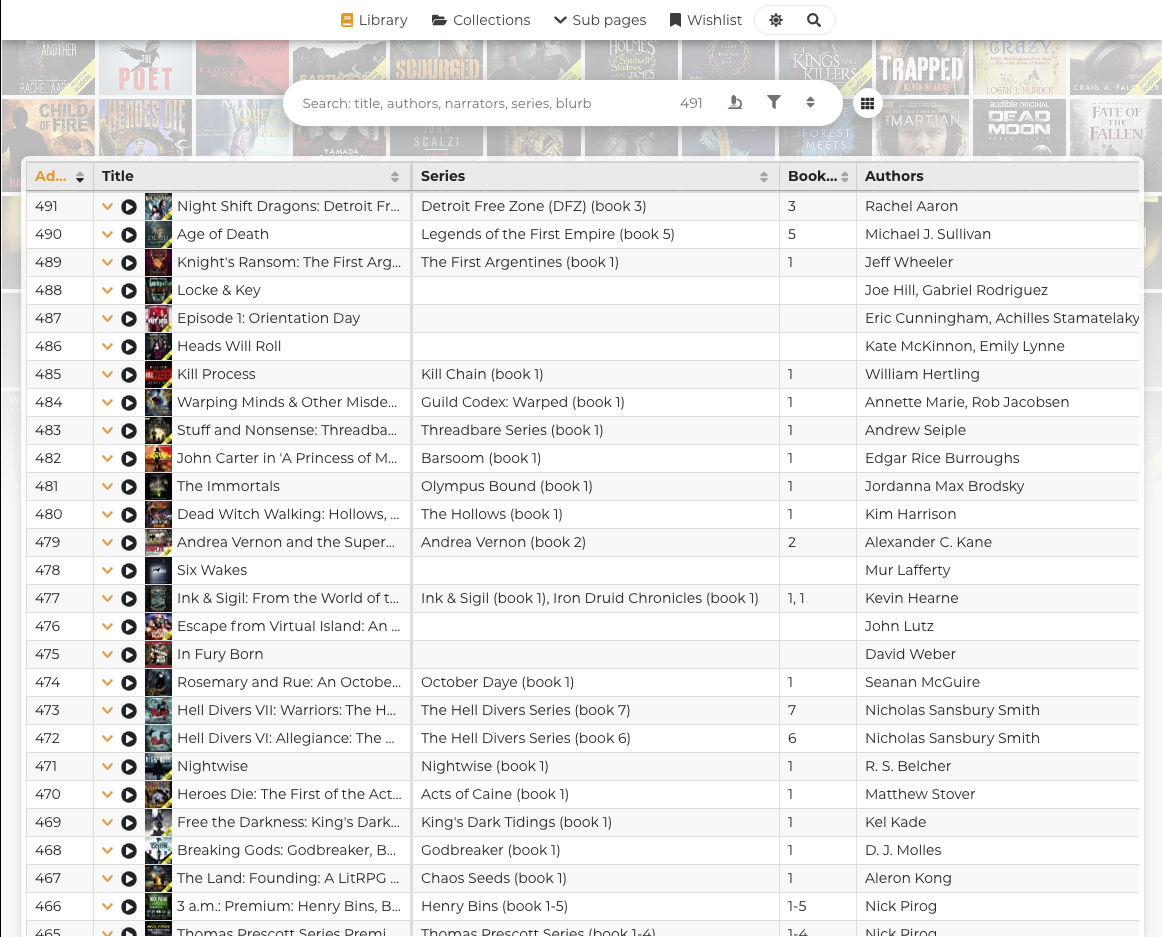 Library Collections Sub pages Wishlist
ANOTHER
RACHEL AAR
THE POET
SCOURGED
HOLMES
Shadwell Shadows
KINGS
KILLERS
TRAPPED
KEVIN HEARNE
CRAZY
LOGAN J. HUNDER
CRAIG A. FAL
CHILD OF FIRE
HEROES DIE
YAMADA
JOHN SCALZI
FOREST MEETS
THE MARTIAN
audible ORIGINAL
DEAD MOON
FATE OF THE FALLEN
Search: title, authors, narrators, series, blurb 491
Ad... Title Series Book... Authors
491 Night Shift Dragons: Detroit Fr... Detroit Free Zone (DFZ) (book 3) 3 Rachel Aaron
490 Age of Death Legends of the First Empire (book 5) 5 Michael J. Sullivan
489 Knight's Ransom: The First Arg... The First Argentines (book 1) 1 Jeff Wheeler
488 Locke & Key Joe Hill, Gabriel Rodriguez
487 Episode 1: Orientation Day Eric Cunningham, Achilles Stamatelaky
486 Heads Will Roll Kate McKinnon, Emily Lynne
485 Kill Process Kill Chain (book 1) 1 William Hertling
484 Warping Minds & Other Misde... Guild Codex: Warped (book 1) 1 Annette Marie, Rob Jacobsen
483 Stuff and Nonsense: Threadba... Threadbare Series (book 1) 1 Andrew Seiple
482 John Carter in 'A Princess of M... Barsoom (book 1) 1 Edgar Rice Burroughs
481 The Immortals Olympus Bound (book 1) 1 Jordanna Max Brodsky
480 Dead Witch Walking: Hollows, ... The Hollows (book 1) 1 Kim Harrison
479 Andrea Vernon and the Super... Andrea Vernon (book 2) 2 Alexander C. Kane
478 Six Wakes Mur Lafferty
477 Ink & Sigil: From the World of t... Ink & Sigil (book 1), Iron Druid Chronicles (book 1) 1, 1 Kevin Hearne
476 Escape from Virtual Island: An ... John Lutz
475 In Fury Born David Weber
474 Rosemary and Rue: An Octobe... October Daye (book 1) 1 Seanan McGuire
473 Hell Divers VII: Warriors: The H... The Hell Divers Series (book 7) 7 Nicholas Sansbury Smith
472 Hell Divers VI: Allegiance: The ... The Hell Divers Series (book 6) 6 Nicholas Sansbury Smith
471 Nightwise Nightwise (book 1) 1 R. S. Belcher
470 Heroes Die: The First of the Act... Acts of Caine (book 1) 1 Matthew Stover
469 Free the Darkness: King's Dark... King's Dark Tidings (book 1) 1 Kel Kade
468 Breaking Gods: Godbreaker, B... Godbreaker (book 1) 1 D. J. Molles
467 The Land: Founding: A LitRPG ... Chaos Seeds (book 1) 1 Aleron Kong
466 3 a.m.: Premium: Henry Bins, B... Henry Bins (book 1-5) 1-5 Nick Pirog
465 Thomas Prescott Series Premi... Thomas Prescott Series (book 1-4) 1-4 Nick Pirog